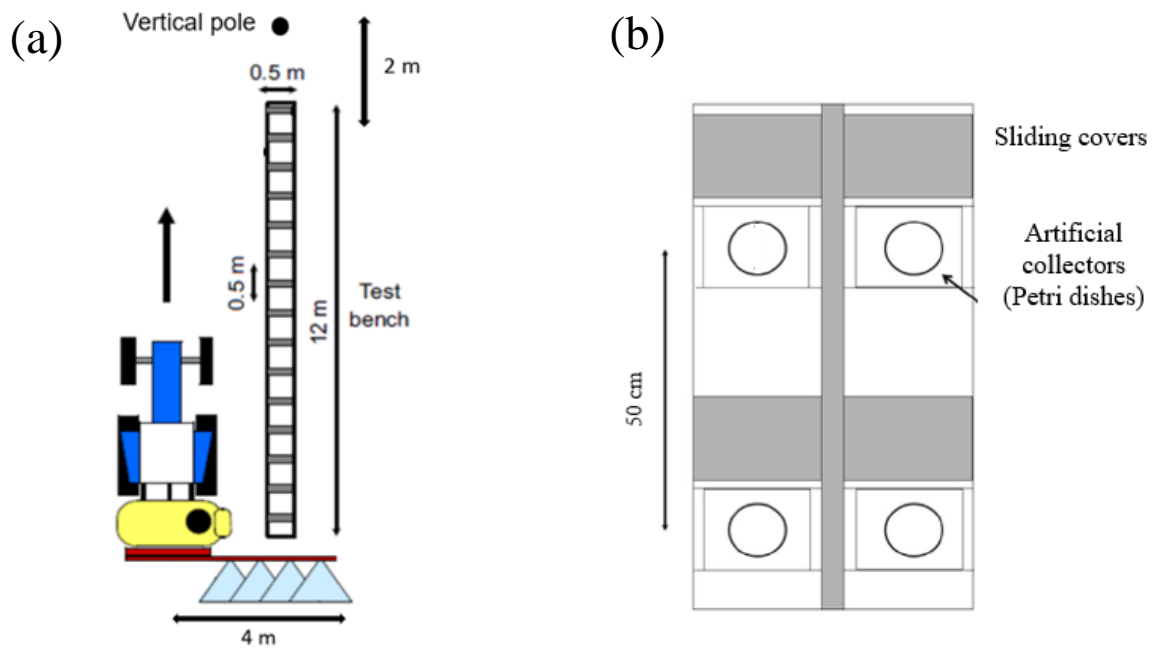 (a)
Vertical pole
2 m
0.5 m
0.5 m
12 m
Test
bench
4 m
(b)
Sliding covers
Artificial
collectors
(Petri dishes)
50 cm